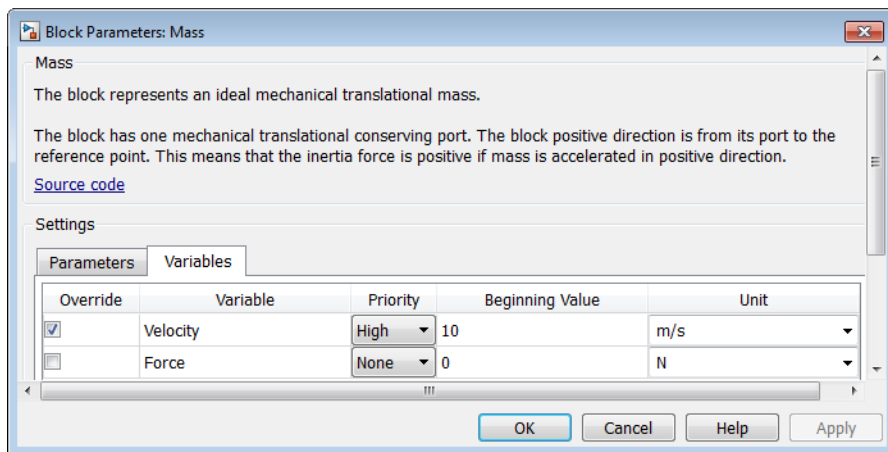 Block Parameters: Mass
Mass
The block represents an ideal mechanical translational mass.
The block has one mechanical translational conserving port. The block positive direction is from its port to the
reference point. This means that the inertia force is positive if mass is accelerated in positive direction.
Source code
Settings
Parameters Variables
Override Variable Priority Beginning Value Unit
Velocity High 10 m/s
Force None 0 N
OK Cancel Help Apply